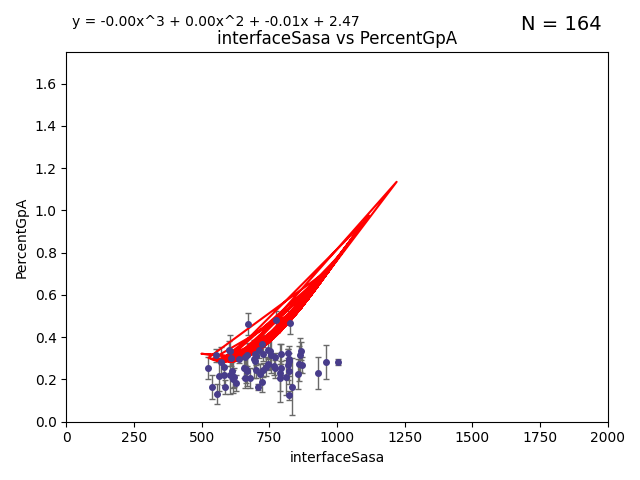 y = -0.00x^3 + 0.00x^2 + -0.01x + 2.47
N = 164
interfaceSasa vs PercentGpA
PercentGpA
1.6
1.4
1.2
1.0
0.8
0.6
0.4
0.2
0.0
0 250 500 750 1000 1250 1500 1750 2000
interfaceSasa